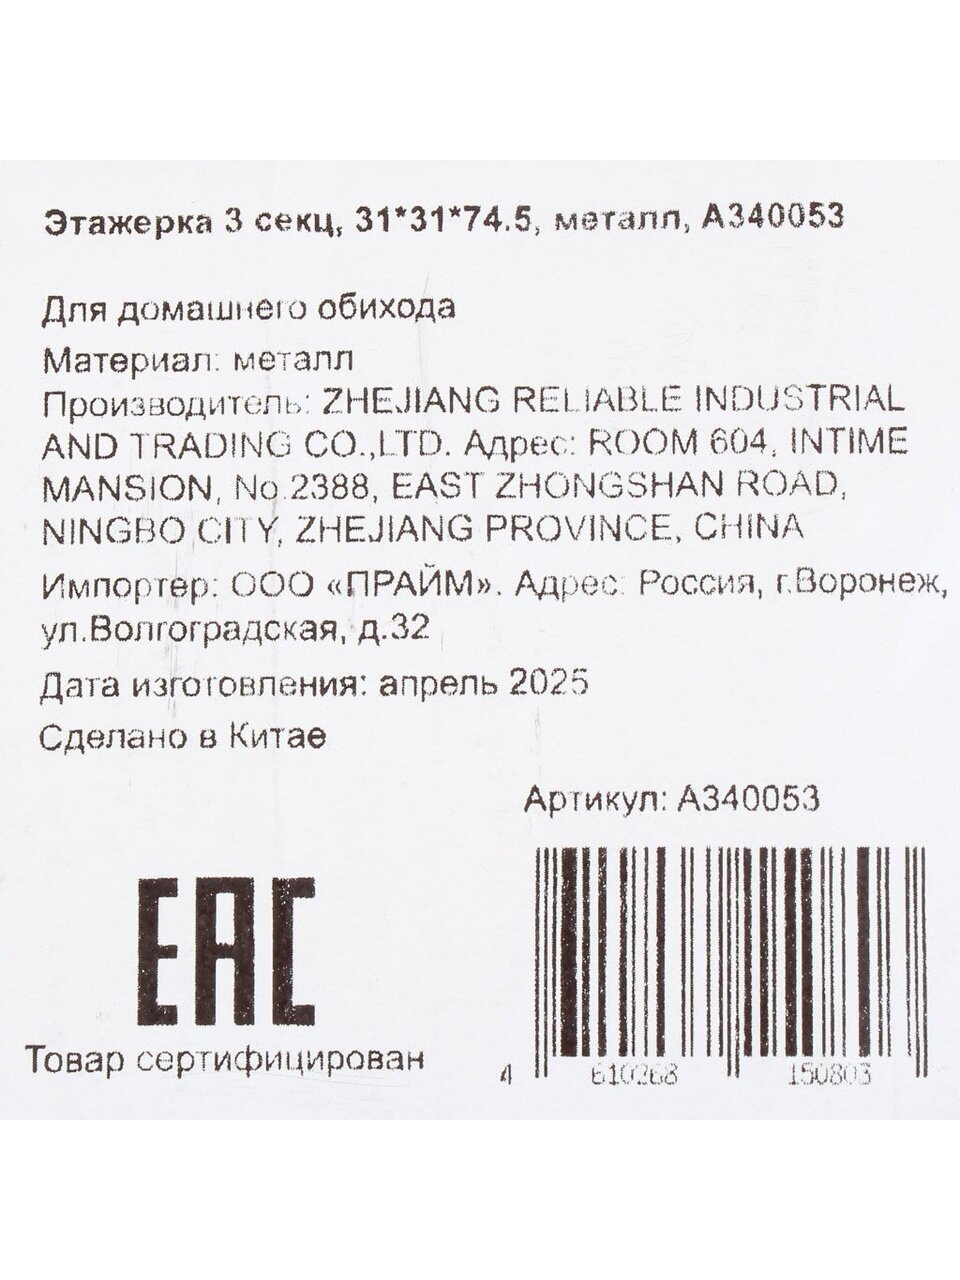 Этажерка 3 секц, 31*31*74.5, металл, А340053
Для домашнего обихода
Материал: металл
Производитель: ZHEJIANG RELIABLE INDUSTRIAL
AND TRADING CO.,LTD. Адрес: ROOM 604, INTIME
MANSION, No.2388, EAST ZHONGSHAN ROAD,
NINGBO CITY, ZHEJIANG PROVINCE, CHINA
Импортер: ООО «ПРАЙМ». Адрес: Россия, г.Воронеж,
ул.Волгоградская, д.32
Дата изготовления: апрель 2025
Сделано в Китае
Артикул: А340053
EAC
Товар сертифицирован
4 610268 150803